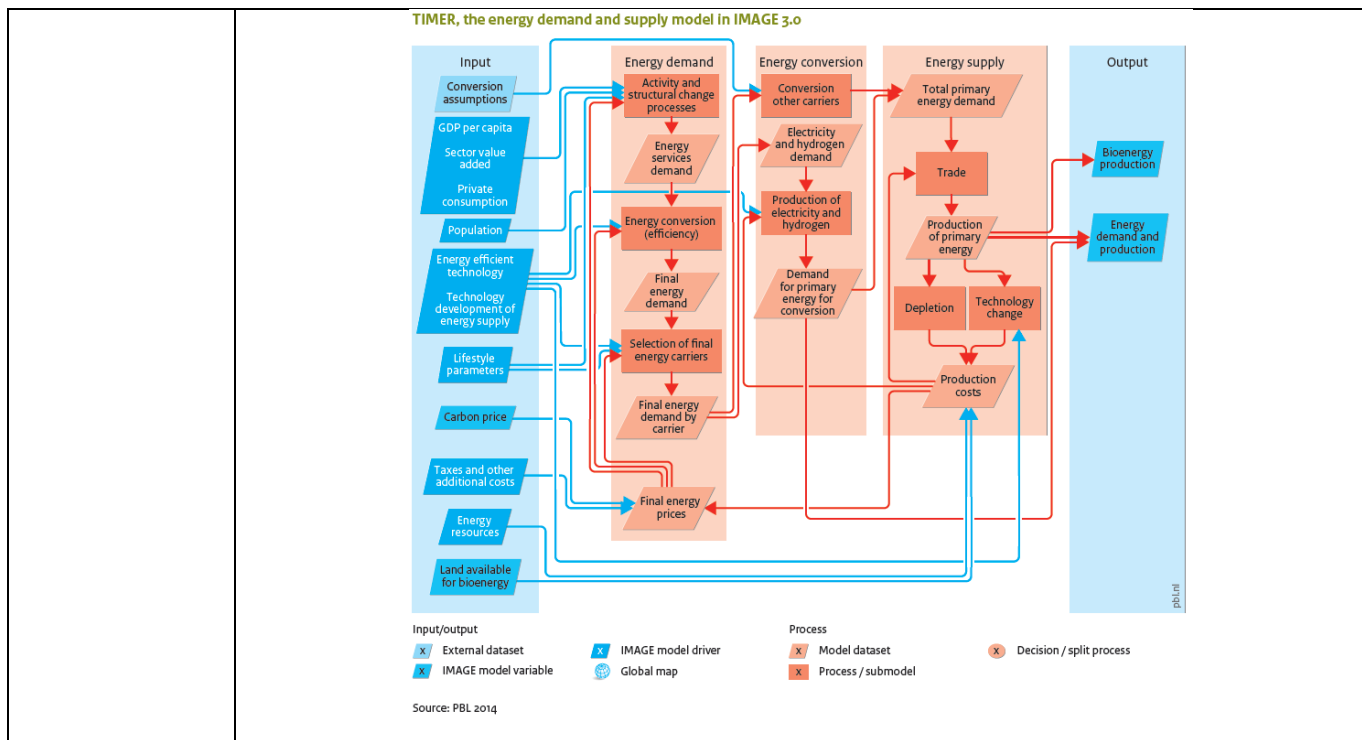 TIMER, the energy demand and supply model in IMAGE 3.0
Input
Conversion
assumptions
GDP per capita
Sector value
added
Private
consumption
Population
Energy efficient
technology
Technology
development of
energy supply
Lifestyle
parameters
Carbon price
Taxes and other
additional costs
Energy
resources
Land available
for bioenergy
Energy demand
Activity and
structural change
processes
Energy
services
demand
Energy conversion
(efficiency)
Final
energy
demand
Selection of final
energy carriers
Final energy
demand by
carrier
Final energy
prices
Energy conversion
Conversion
other carriers
Electricity
and hydrogen
demand
Production of
electricity and
hydrogen
Demand
for primary
energy for
conversion
Energy supply
Total primary
energy demand
Trade
Production
of primary
energy
Depletion
Technology
change
Production
costs
Output
Bioenergy
production
Energy
demand and
production
pbl.nl
Input/output
x External dataset
x IMAGE model variable
x IMAGE model driver
Global map
Process
x Model dataset
x Process / submodel
x Decision / split process
Source: PBL 2014